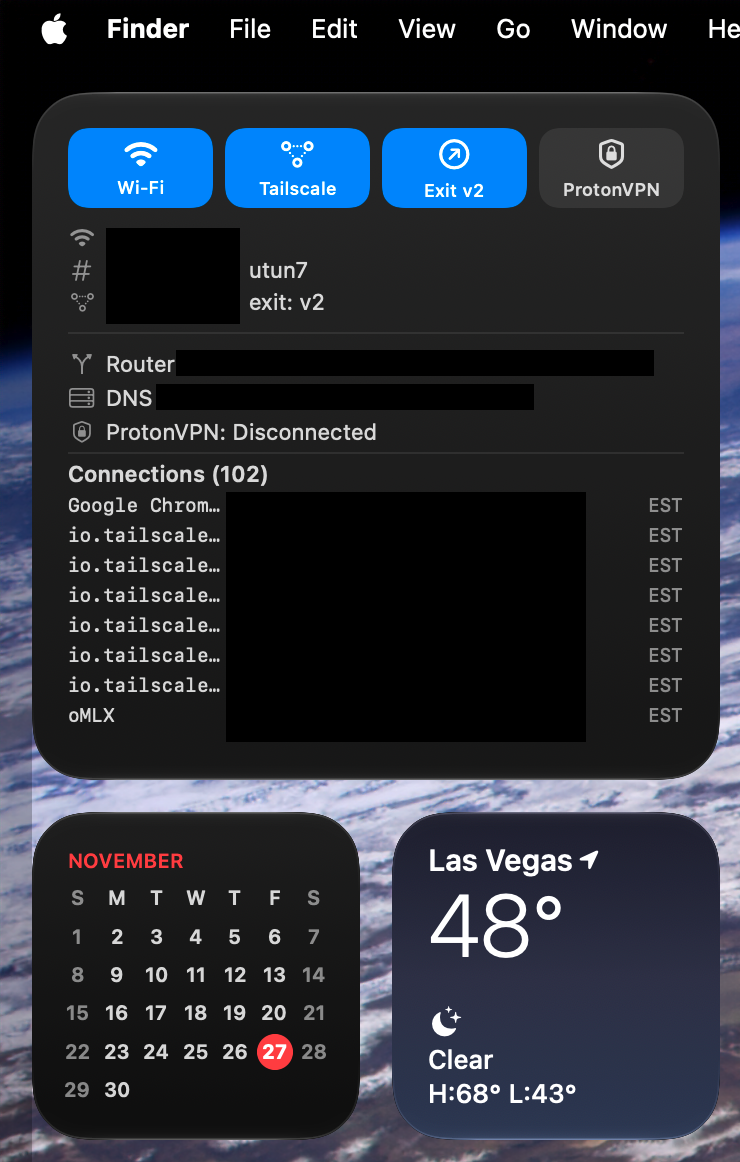 Finder File Edit View Go Window He
Wi-Fi Tailscale Exit v2 ProtonVPN
# utun7
exit: v2
Router
DNS
ProtonVPN: Disconnected
Connections (102)
Google Chrom… EST
io.tailscale… EST
io.tailscale… EST
io.tailscale… EST
io.tailscale… EST
io.tailscale… EST
io.tailscale… EST
oMLX EST
NOVEMBER
S M T W T F S
1 2 3 4 5 6 7
8 9 10 11 12 13 14
15 16 17 18 19 20 21
22 23 24 25 26 27 28
29 30
Las Vegas
48°
Clear
H:68° L:43°